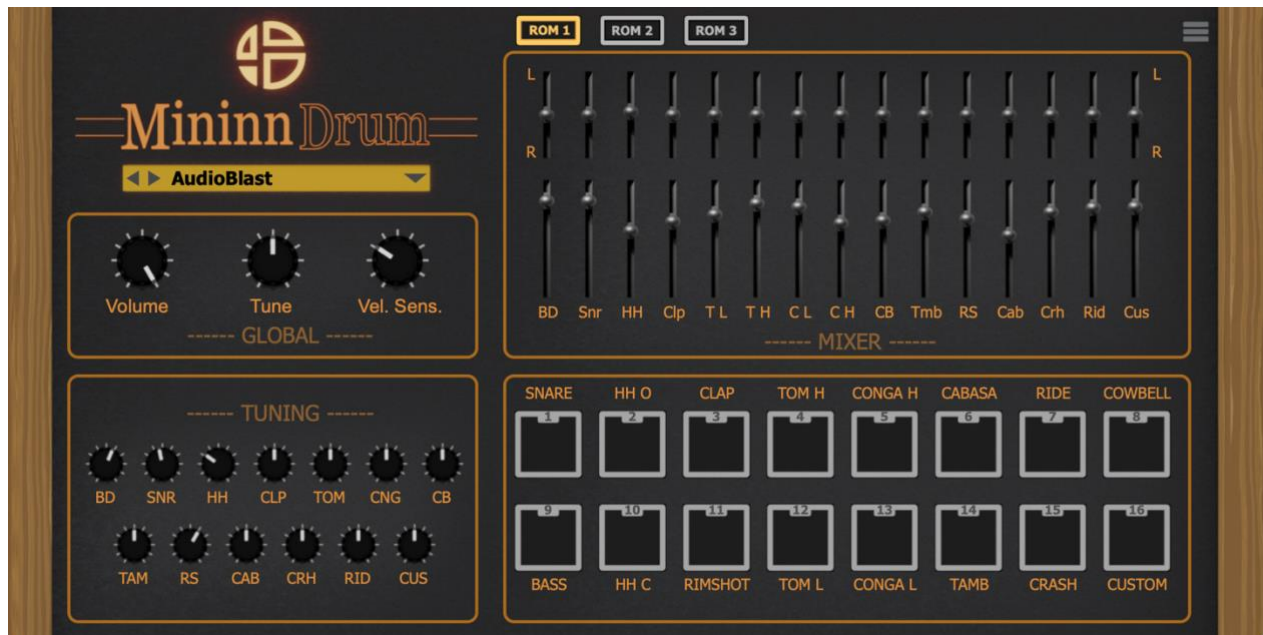 ROM 1 ROM 2 ROM 3
Mininn Drum
AudioBlast
Volume Tune Vel. Sens.
------ GLOBAL ------
L L
R R
BD Snr HH Clp T L T H C L C H CB Tmb RS Cab Crh Rid Cus
------ MIXER ------
------ TUNING ------
BD SNR HH CLP TOM CNG CB
TAM RS CAB CRH RID CUS
SNARE HH O CLAP TOM H CONGA H CABASA RIDE COWBELL
1 2 3 4 5 6 7 8
9 10 11 12 13 14 15 16
BASS HH C RIMSHOT TOM L CONGA L TAMB CRASH CUSTOM